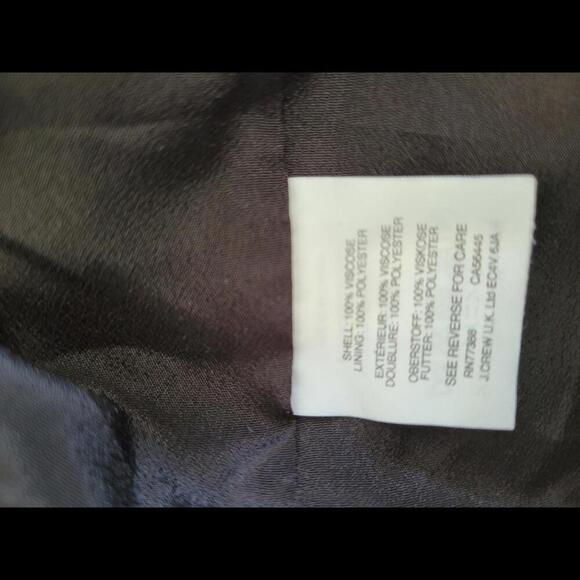 SHELL: 100% VISCOSE
LINING: 100% POLYESTER
EXTÉRIEUR: 100% VISCOSE
DOUBLURE: 100% POLYESTER
OBERSTOFF: 100% VISKOSE
FUTTER: 100% POLYESTER
SEE REVERSE FOR CARE
RN77388 CA56445
J.CREW U.K. Ltd EC4V 6JA